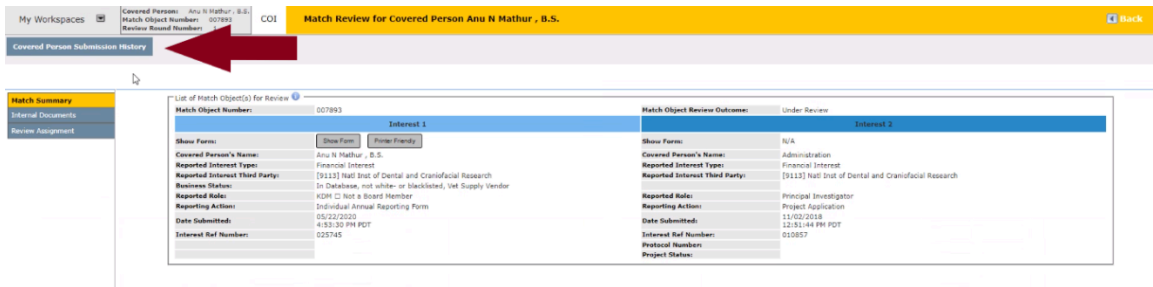 My Workspaces
Covered Person: Anu N Mathur , B.S.
Match Object Number: 007893
Review Round Number: 1
COI
Match Review for Covered Person Anu N Mathur , B.S.
Back
Covered Person Submission History
Match Summary
Internal Documents
Review Assignment
List of Match Object(s) for Review
Match Object Number: 007893 Match Object Review Outcome: Under Review
Interest 1 Interest 2
Show Form: Show Form Printer Friendly Show Form: N/A
Covered Person's Name: Anu N Mathur , B.S. Covered Person's Name: Administration
Reported Interest Type: Financial Interest Reported Interest Type: Financial Interest
Reported Interest Third Party: [9113] Natl Inst of Dental and Craniofacial Research Reported Interest Third Party: [9113] Natl Inst of Dental and Craniofacial Research
Business Status: In Database, not white- or blacklisted, Vet Supply Vendor
Reported Role: KDM □ Not a Board Member Reported Role: Principal Investigator
Reporting Action: Individual Annual Reporting Form Reporting Action: Project Application
Date Submitted: 05/22/2020 4:53:30 PM PDT Date Submitted: 11/02/2018 12:51:44 PM PDT
Interest Ref Number: 025745 Interest Ref Number: 010857
Protocol Number:
Project Status: